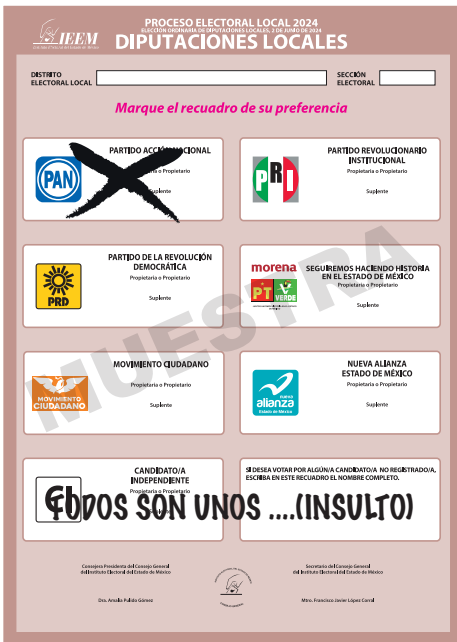 IEEM
PROCESO ELECTORAL LOCAL 2024
ELECCIÓN ORDINARIA DE DIPUTACIONES LOCALES, 2 DE JUNIO DE 2024
DIPUTACIONES LOCALES
DISTRITO
ELECTORAL LOCAL
SECCIÓN
ELECTORAL
Marque el recuadro de su preferencia
PAN
PARTIDO ACCIÓN NACIONAL
Propietaria o Propietario
Suplente
PRI
PARTIDO REVOLUCIONARIO
INSTITUCIONAL
Propietaria o Propietario
Suplente
PRD
PARTIDO DE LA REVOLUCIÓN
DEMOCRÁTICA
Propietaria o Propietario
Suplente
morena
PT
VERDE
SEGUIREMOS HACIENDO HISTORIA
EN EL ESTADO DE MÉXICO
Propietaria o Propietario
Suplente
MUESTRA
MOVIMIENTO
CIUDADANO
MOVIMIENTO CIUDADANO
Propietaria o Propietario
Suplente
nueva
alianza
Estado de México
NUEVA ALIANZA
ESTADO DE MÉXICO
Propietaria o Propietario
Suplente
CI
CANDIDATO/A
INDEPENDIENTE
Propietaria o Propietario
Suplente
SI DESEA VOTAR POR ALGÚN/A CANDIDATO/A NO REGISTRADO/A,
ESCRIBA EN ESTE RECUADRO EL NOMBRE COMPLETO.
TODOS SON UNOS ....(INSULTO)
Consejera Presidenta del Consejo General
del Instituto Electoral del Estado de México
Dra. Amalia Pulido Gómez
Secretario del Consejo General
del Instituto Electoral del Estado de México
Mtro. Francisco Javier López Corral